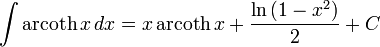 ∫ arcoth x dx = x arcoth x + ln (1 − x²) / 2 + C